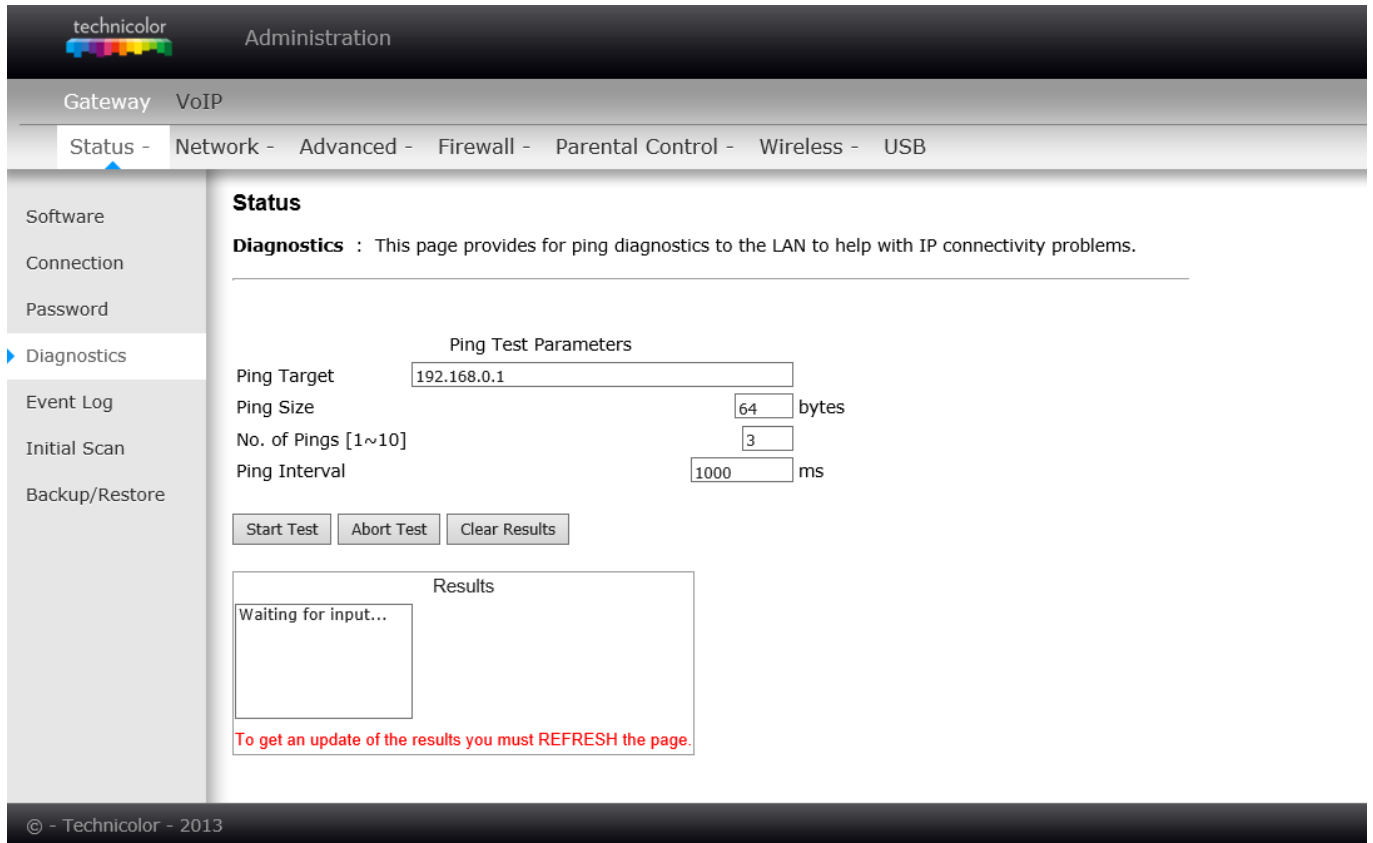 technicolor
Administration
Gateway VoIP
Status - Network - Advanced - Firewall - Parental Control - Wireless - USB
Software
Connection
Password
Diagnostics
Event Log
Initial Scan
Backup/Restore
Status
Diagnostics : This page provides for ping diagnostics to the LAN to help with IP connectivity problems.
Ping Test Parameters
Ping Target 192.168.0.1
Ping Size 64 bytes
No. of Pings [1~10] 3
Ping Interval 1000 ms
Start Test Abort Test Clear Results
Results
Waiting for input...
To get an update of the results you must REFRESH the page.
© - Technicolor - 2013